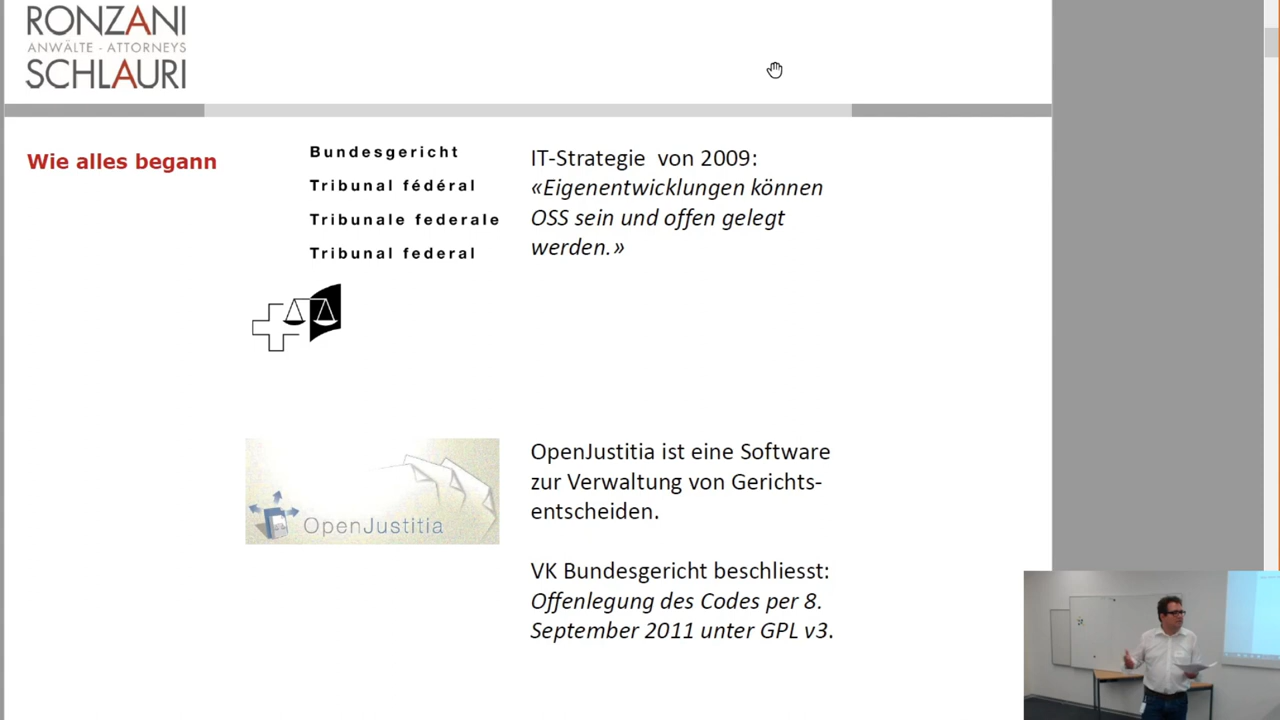 RONZANI
ANWÄLTE - ATTORNEYS
SCHLAURI
Wie alles begann
Bundesgericht
Tribunal fédéral
Tribunale federale
Tribunal federal
IT-Strategie von 2009:
«Eigenentwicklungen können
OSS sein und offen gelegt
werden.»
OpenJustitia
OpenJustitia ist eine Software
zur Verwaltung von Gerichts-
entscheiden.
VK Bundesgericht beschliesst:
Offenlegung des Codes per 8.
September 2011 unter GPL v3.